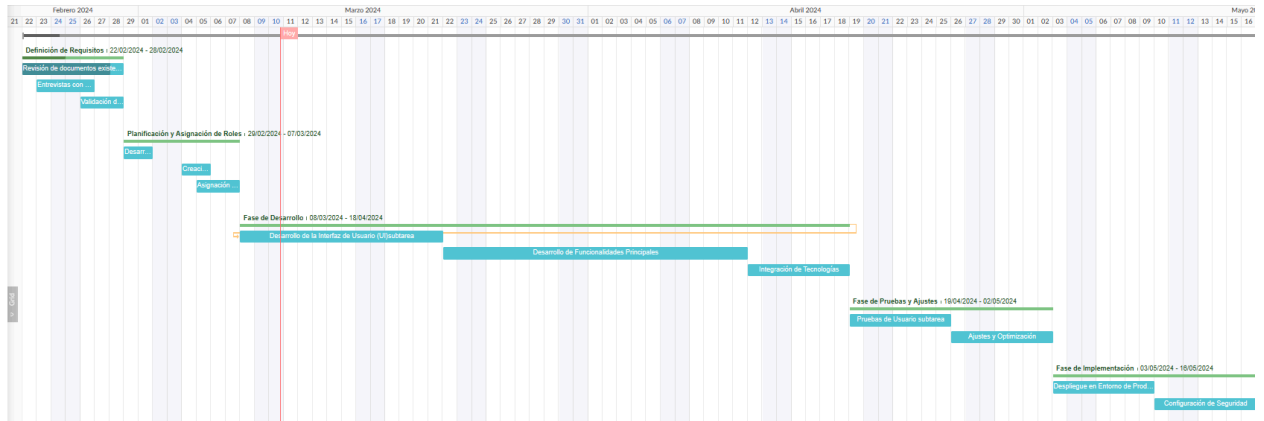 Febrero 2024 Marzo 2024 Abril 2024 Mayo 2
21 22 23 24 25 26 27 28 29 01 02 03 04 05 06 07 08 09 10 11 12 13 14 15 16 17 18 19 20 21 22 23 24 25 26 27 28 29 30 31 01 02 03 04 05 06 07 08 09 10 11 12 13 14 15 16 17 18 19 20 21 22 23 24 25 26 27 28 29 30 01 02 03 04 05 06 07 08 09 10 11 12 13 14 15 16
Hoy
Definición de Requisitos : 22/02/2024 - 28/02/2024
Revisión de documentos existe...
Entrevistas con ...
Validación d...
Planificación y Asignación de Roles : 29/02/2024 - 07/03/2024
Desarr...
Creaci...
Asignación ...
Fase de Desarrollo : 08/03/2024 - 18/04/2024
Desarrollo de la Interfaz de Usuario (UI)subtarea
Desarrollo de Funcionalidades Principales
Integración de Tecnologías
Grid
Fase de Pruebas y Ajustes : 19/04/2024 - 02/05/2024
Pruebas de Usuario subtarea
Ajustes y Optimización
Fase de Implementación : 03/05/2024 - 16/05/2024
Despliegue en Entorno de Prod...
Configuración de Seguridad